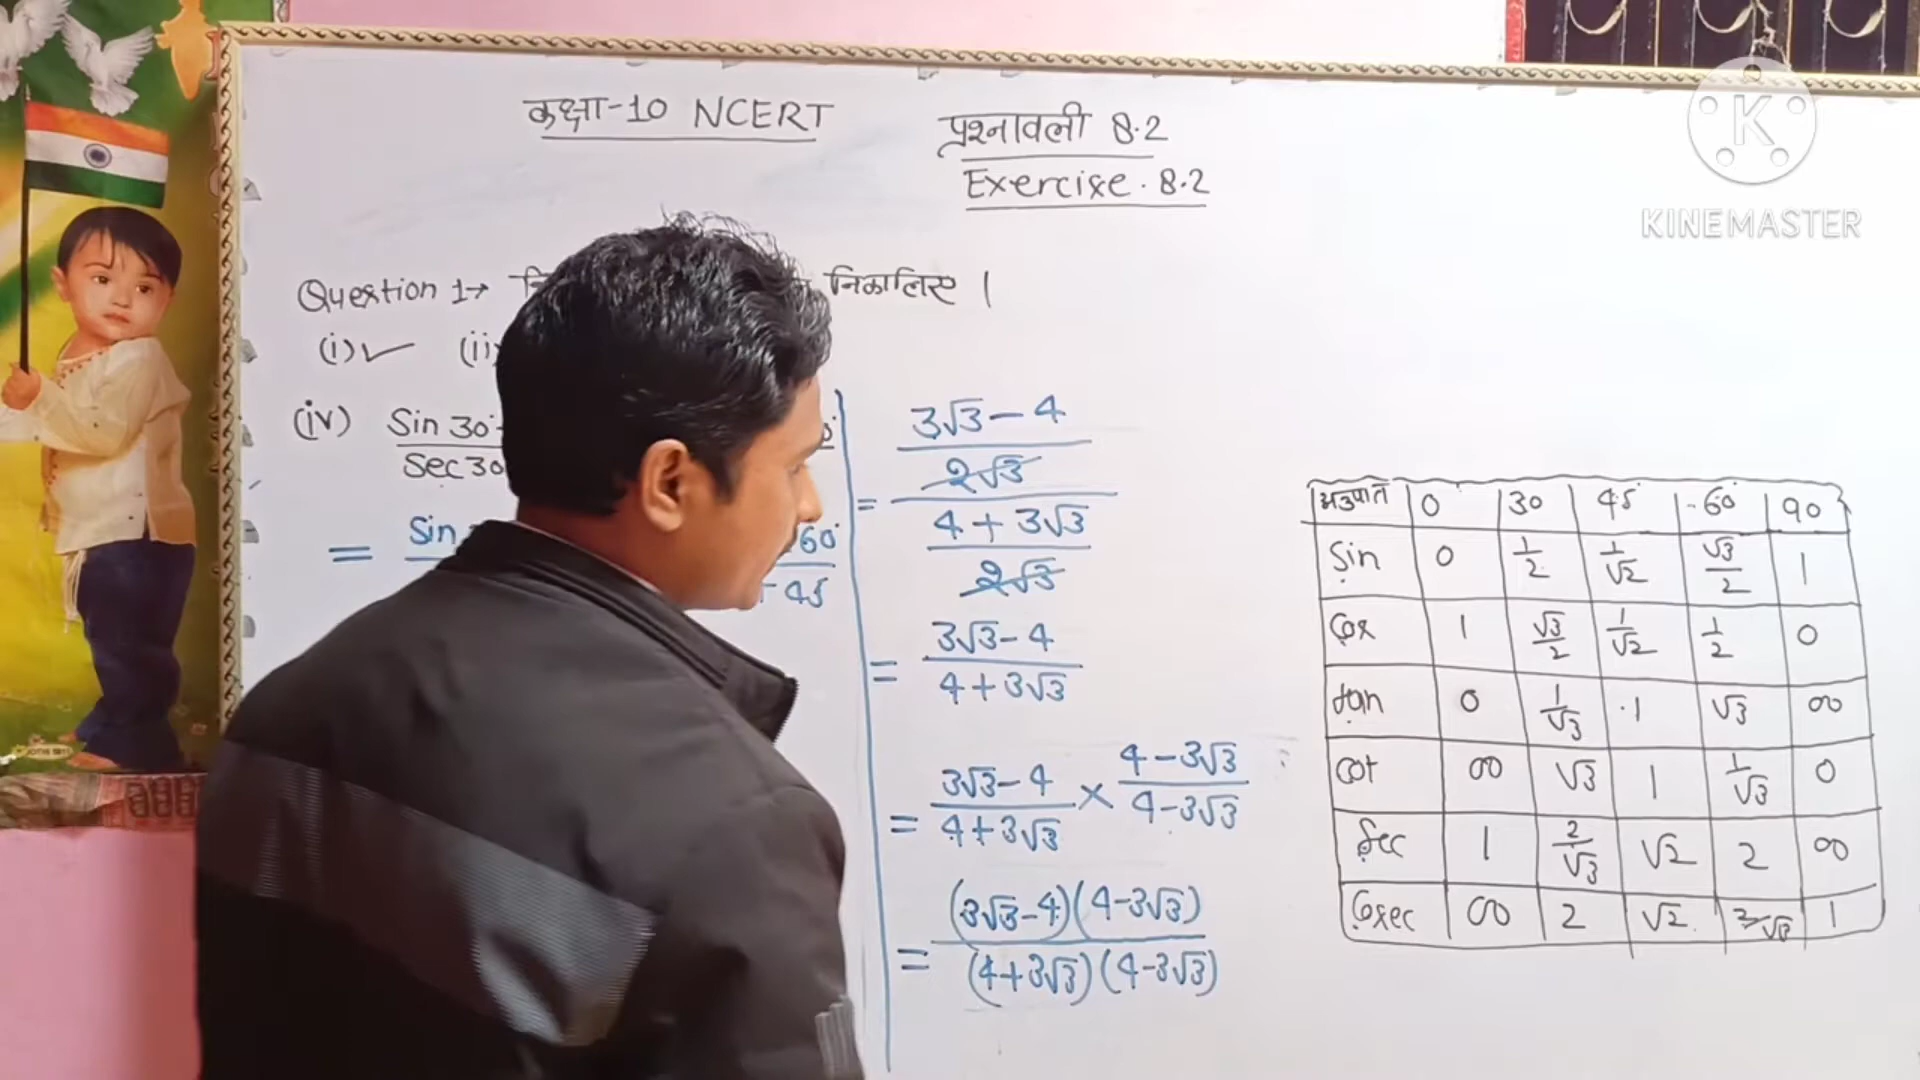 कक्षा-10 NCERT
प्रश्नावली 8.2
Exercise. 8.2
KINEMASTER
Question 1→ निकालिए ।
(i)✓ (ii)
(iv) Sin 30°
Sec 30
= Sin 60°
45
3√3-4
2√3
=
4+3√3
2√3
= 3√3-4
4+3√3
= 3√3-4 × 4-3√3
4+3√3 4-3√3
= (3√3-4)(4-3√3)
(4+3√3)(4-3√3)
अनुपात 0 30 45 60 90
Sin 0 1/2 1/√2 √3/2 1
Cos 1 √3/2 1/√2 1/2 0
tan 0 1/√3 1 √3 ∞
Cot ∞ √3 1 1/√3 0
Sec 1 2/√3 √2 2 ∞
Cosec ∞ 2 √2 2/√3 1